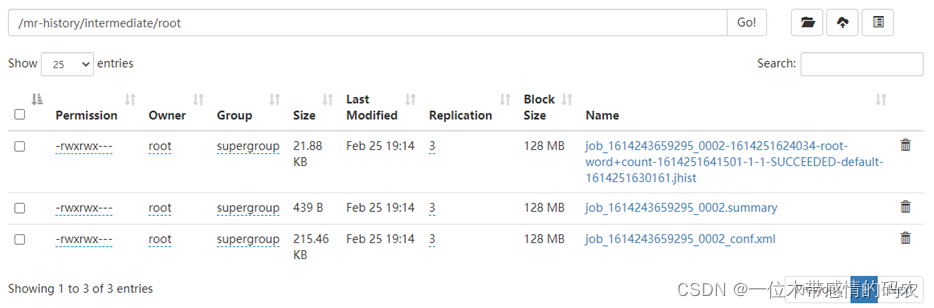 /mr-history/intermediate/root
Go!
Show 25 entries
Search:
Permission Owner Group Size Last Modified Replication Block Size Name
-rwxrwx--- root supergroup 21.88 KB Feb 25 19:14 3 128 MB job_1614243659295_0002-1614251624034-root-
word+count-1614251641501-1-1-SUCCEEDED-default-
1614251630161.jhist
-rwxrwx--- root supergroup 439 B Feb 25 19:14 3 128 MB job_1614243659295_0002.summary
-rwxrwx--- root supergroup 215.46 KB Feb 25 19:14 3 128 MB job_1614243659295_0002_conf.xml
Showing 1 to 3 of 3 entries
CSDN @一位木带感情的码农